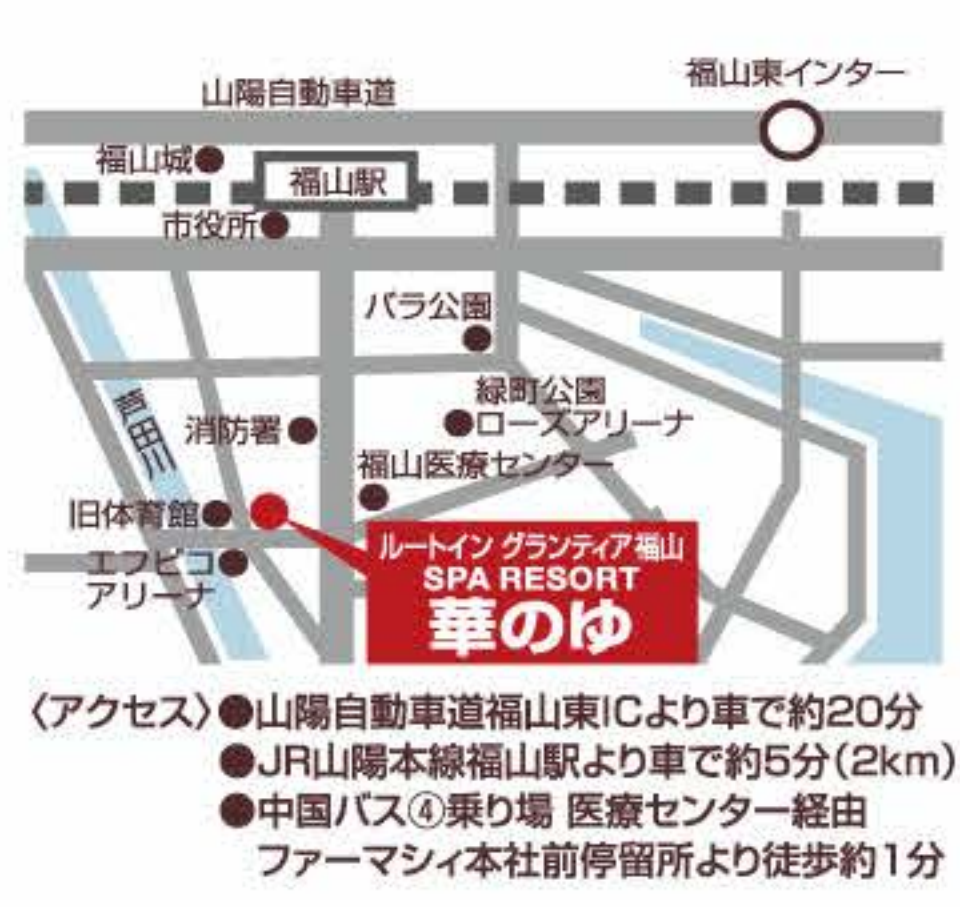 福山東インター
山陽自動車道
福山城
福山駅
市役所
バラ公園
緑町公園
ローズアリーナ
芦田川
消防署
福山医療センター
旧体育館
エフピコ
アリーナ
ルートイン グランティア福山
SPA RESORT
華のゆ
〈アクセス〉●山陽自動車道福山東ICより車で約20分
●JR山陽本線福山駅より車で約5分(2km)
●中国バス④乗り場 医療センター経由
ファーマシィ本社前停留所より徒歩約1分